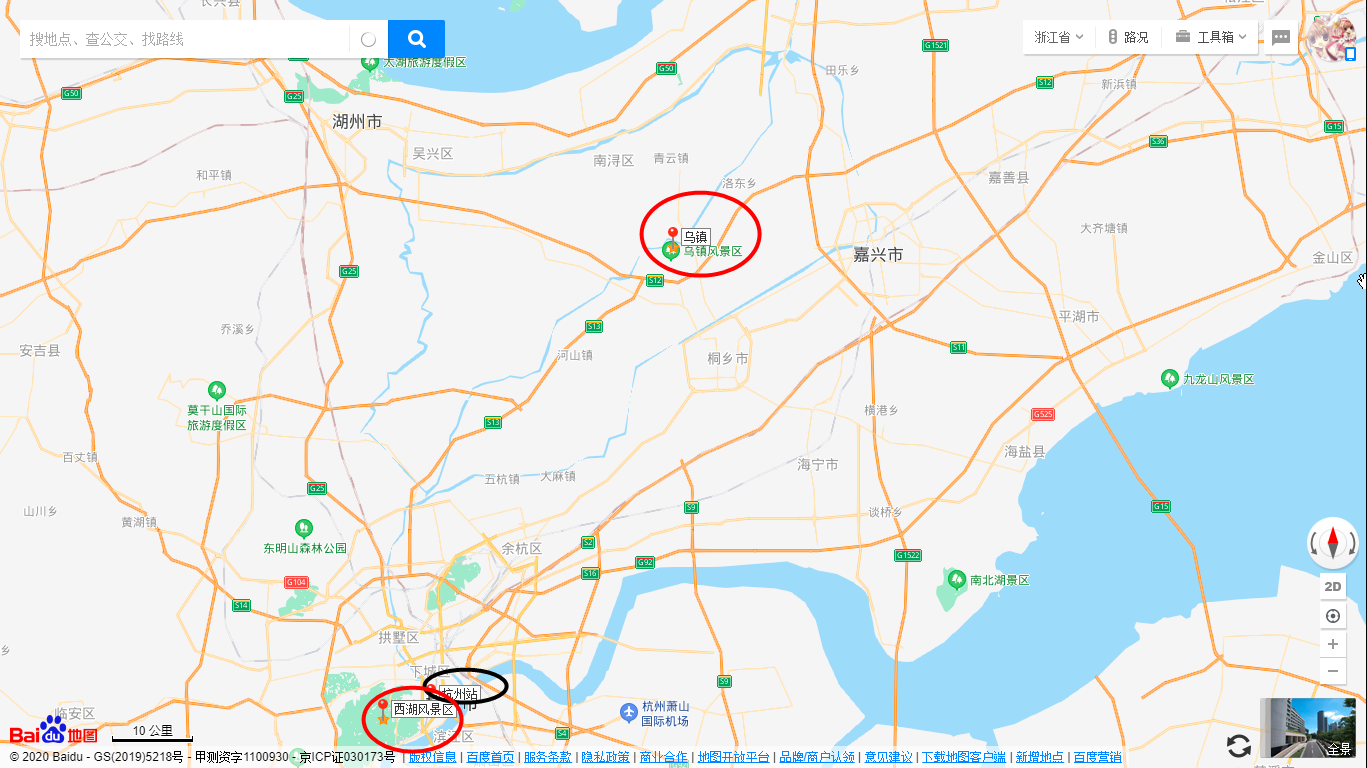 长兴县
搜地点、查公交、找路线
浙江省
路况
工具箱
太湖旅游度假区
G1521
G50
田乐乡
S12
新浜镇
G50
G25
湖州市
G15
S36
吴兴区
南浔区
青云镇
和平镇
洛东乡
嘉善县
大齐塘镇
乌镇
乌镇风景区
嘉兴市
金山区
G25
S12
平湖市
乔溪乡
S13
安吉县
河山镇
桐乡市
S11
九龙山风景区
莫干山国际
旅游度假区
横港乡
G525
S13
海盐县
百丈镇
海宁市
五杭镇
大麻镇
G25
山川乡
黄湖镇
S9
谈桥乡
G15
东明山森林公园
余杭区
S2
G92
G1522
S16
南北湖景区
G104
S14
2D
拱墅区
下城区
S9
杭州站
西湖风景区
临安区
杭州萧山
国际机场
滨江区
S4
10 公里
Bai du 地图
全景
© 2020 Baidu - GS(2019)5218号 - 甲测资字1100930 - 京ICP证030173号 | 版权信息 | 百度首页 | 服务条款 | 隐私政策 | 商业合作 | 地图开放平台 | 品牌/商户认领 | 意见建议 | 下载地图客户端 | 新增地点 | 百度营销